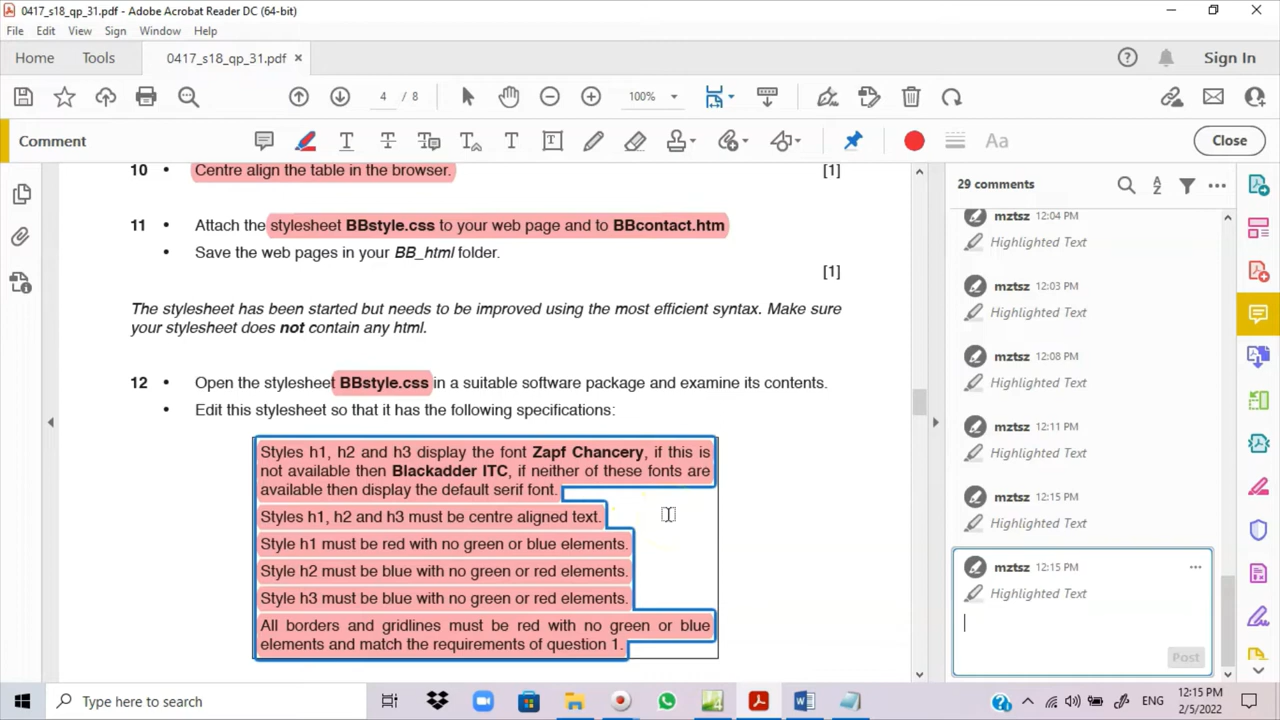 0417_s18_qp_31.pdf - Adobe Acrobat Reader DC (64-bit)
File Edit View Sign Window Help
Home Tools 0417_s18_qp_31.pdf × Sign In
4 / 8 100%
Comment Close
10 • Centre align the table in the browser. [1]
11 • Attach the stylesheet BBstyle.css to your web page and to BBcontact.htm
• Save the web pages in your BB_html folder.
[1]
The stylesheet has been started but needs to be improved using the most efficient syntax. Make sure
your stylesheet does not contain any html.
12 • Open the stylesheet BBstyle.css in a suitable software package and examine its contents.
• Edit this stylesheet so that it has the following specifications:
Styles h1, h2 and h3 display the font Zapf Chancery, if this is
not available then Blackadder ITC, if neither of these fonts are
available then display the default serif font.
Styles h1, h2 and h3 must be centre aligned text.
Style h1 must be red with no green or blue elements.
Style h2 must be blue with no green or red elements.
Style h3 must be blue with no green or red elements.
All borders and gridlines must be red with no green or blue
elements and match the requirements of question 1.
29 comments
mztsz 12:04 PM
Highlighted Text
mztsz 12:03 PM
Highlighted Text
mztsz 12:08 PM
Highlighted Text
mztsz 12:11 PM
Highlighted Text
mztsz 12:15 PM
Highlighted Text
mztsz 12:15 PM
Highlighted Text
Post
Type here to search
ENG
12:15 PM
2/5/2022